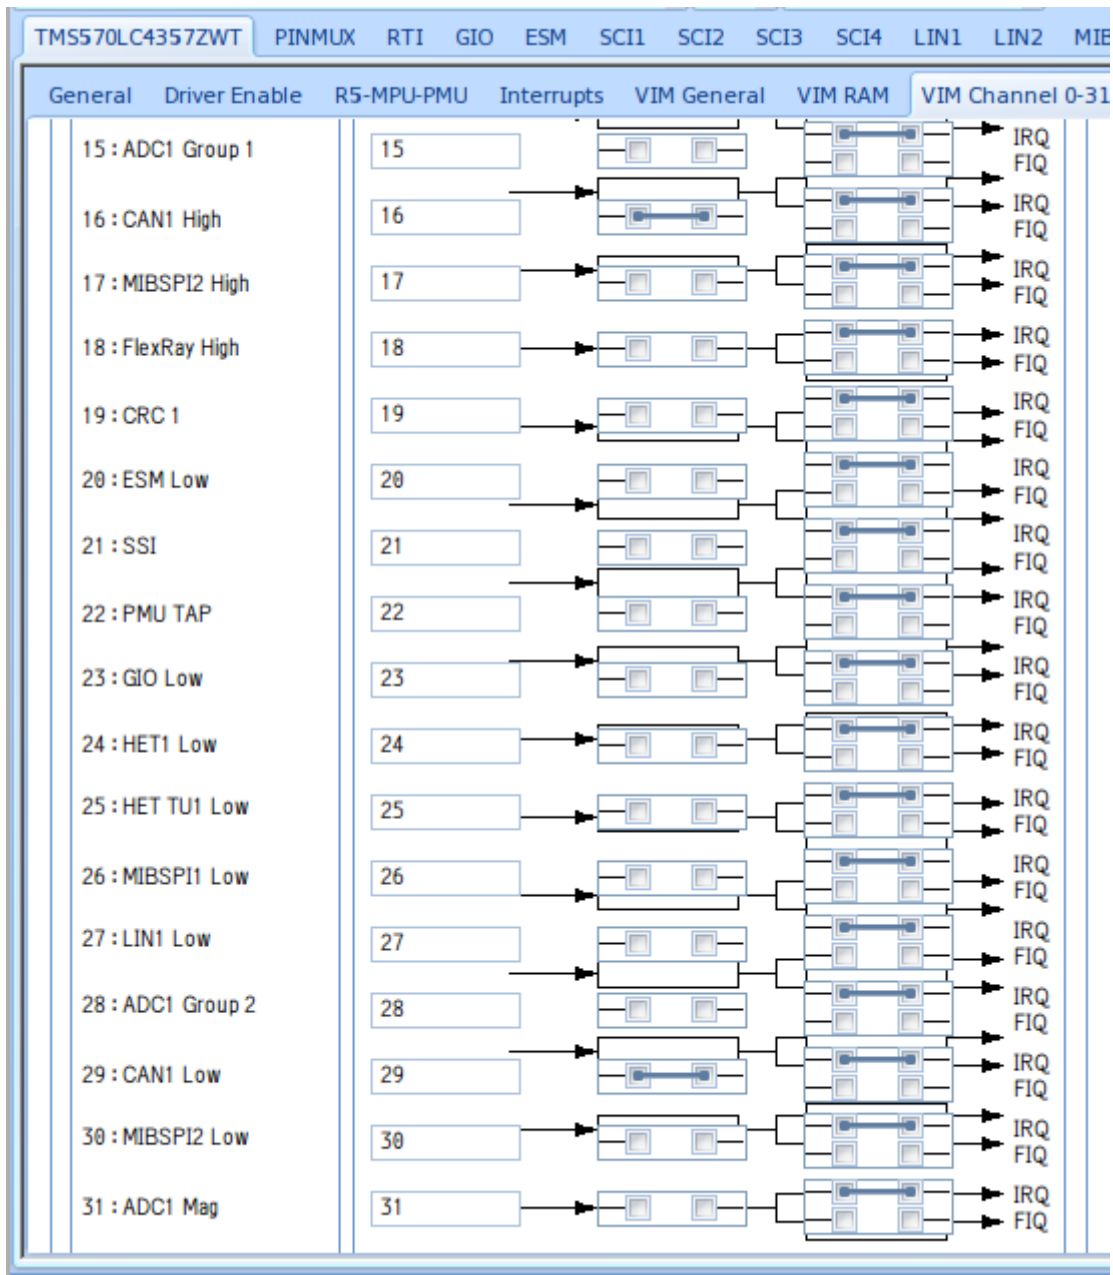 TMS570LC4357ZWT PINMUX RTI GIO ESM SCI1 SCI2 SCI3 SCI4 LIN1 LIN2 MIB
General Driver Enable R5-MPU-PMU Interrupts VIM General VIM RAM VIM Channel 0-31
15:ADC1 Group 1 15 IRQ
FIQ
16:CAN1 High 16 IRQ
FIQ
17:MIBSPI2 High 17 IRQ
FIQ
18:FlexRay High 18 IRQ
FIQ
19:CRC 1 19 IRQ
FIQ
20:ESM Low 20 IRQ
FIQ
21:SSI 21 IRQ
FIQ
22:PMU TAP 22 IRQ
FIQ
23:GIO Low 23 IRQ
FIQ
24:HET1 Low 24 IRQ
FIQ
25:HET TU1 Low 25 IRQ
FIQ
26:MIBSPI1 Low 26 IRQ
FIQ
27:LIN1 Low 27 IRQ
FIQ
28:ADC1 Group 2 28 IRQ
FIQ
29:CAN1 Low 29 IRQ
FIQ
30:MIBSPI2 Low 30 IRQ
FIQ
31:ADC1 Mag 31 IRQ
FIQ